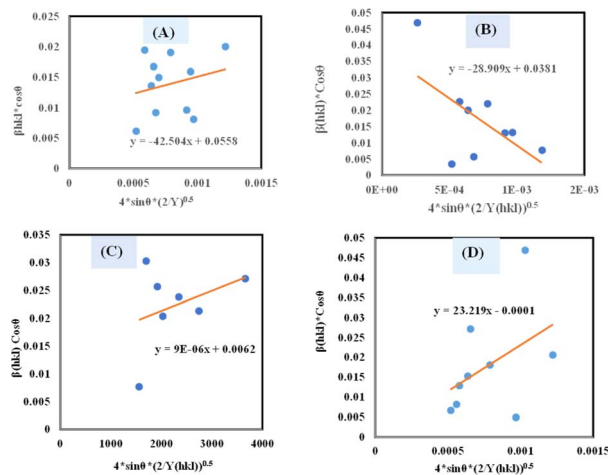 (A)
0.025
0.02
0.015
0.01
0.005
0
βhkl*cosθ
y = -42.504x + 0.0558
0 0.0005 0.001 0.0015
4*sinθ*(2/Y)^0.5
(B)
0.05
0.045
0.04
0.035
0.03
0.025
0.02
0.015
0.01
0.005
0
β(hkl)*Cosθ
y = -28.909x + 0.0381
0E+00 5E-04 1E-03 2E-03
4*sinθ*(2/Y(hkl))^0.5
(C)
0.035
0.03
0.025
0.02
0.015
0.01
0.005
0
β(hkl) Cosθ
y = 9E-06x + 0.0062
0 1000 2000 3000 4000
4*sinθ*(2/Y(hkl))^0.5
(D)
0.05
0.045
0.04
0.035
0.03
0.025
0.02
0.015
0.01
0.005
0
β(hkl)*Cosθ
y = 23.219x - 0.0001
0 0.0005 0.001 0.0015
4*sinθ*(2/Y(hkl))^0.5